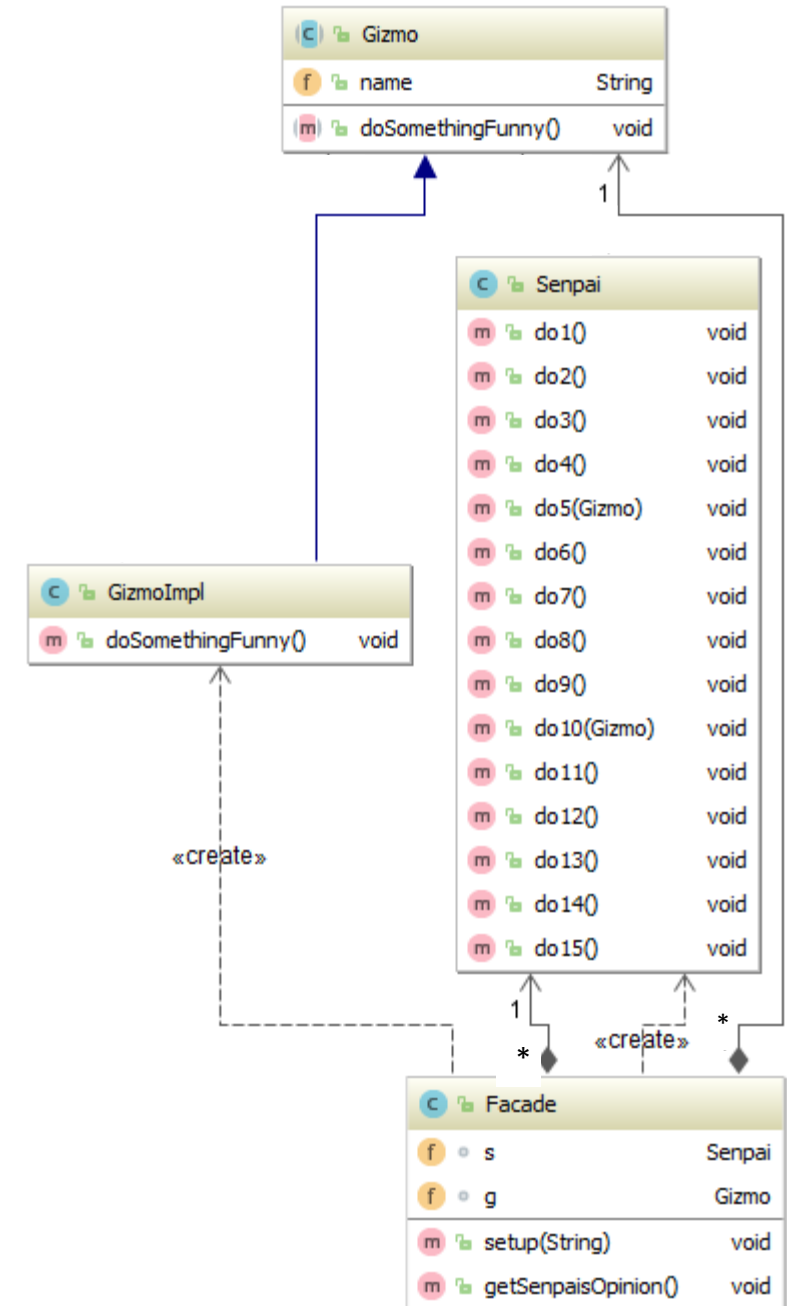 C Gizmo
f name String
m doSomethingFunny() void
1
C Senpai
m do1() void
m do2() void
m do3() void
m do4() void
m do5(Gizmo) void
m do6() void
m do7() void
m do8() void
m do9() void
m do10(Gizmo) void
m do11() void
m do12() void
m do13() void
m do14() void
m do15() void
C GizmoImpl
m doSomethingFunny() void
«create»
1
* «create» *
C Facade
f s Senpai
f g Gizmo
m setup(String) void
m getSenpaisOpinion() void